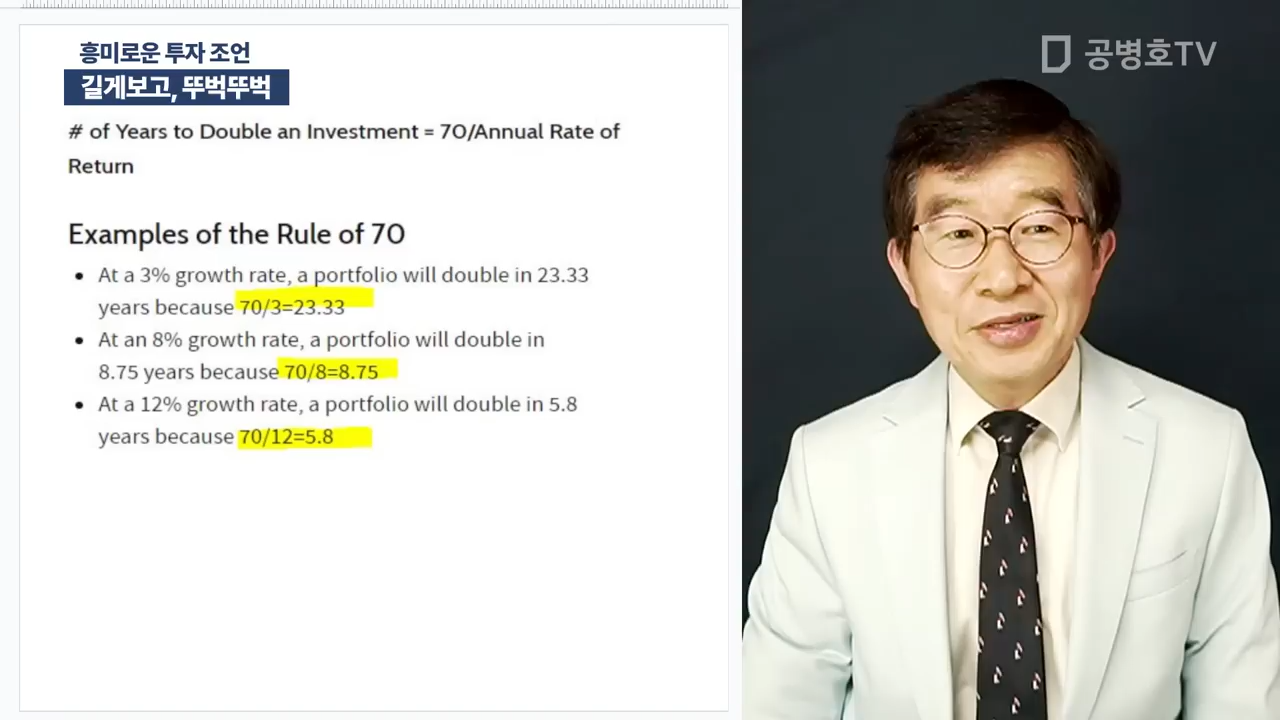 흥미로운 투자 조언
길게보고, 뚜벅뚜벅
# of Years to Double an Investment = 70/Annual Rate of
Return
Examples of the Rule of 70
• At a 3% growth rate, a portfolio will double in 23.33
years because 70/3=23.33
• At an 8% growth rate, a portfolio will double in
8.75 years because 70/8=8.75
• At a 12% growth rate, a portfolio will double in 5.8
years because 70/12=5.8
공병호TV